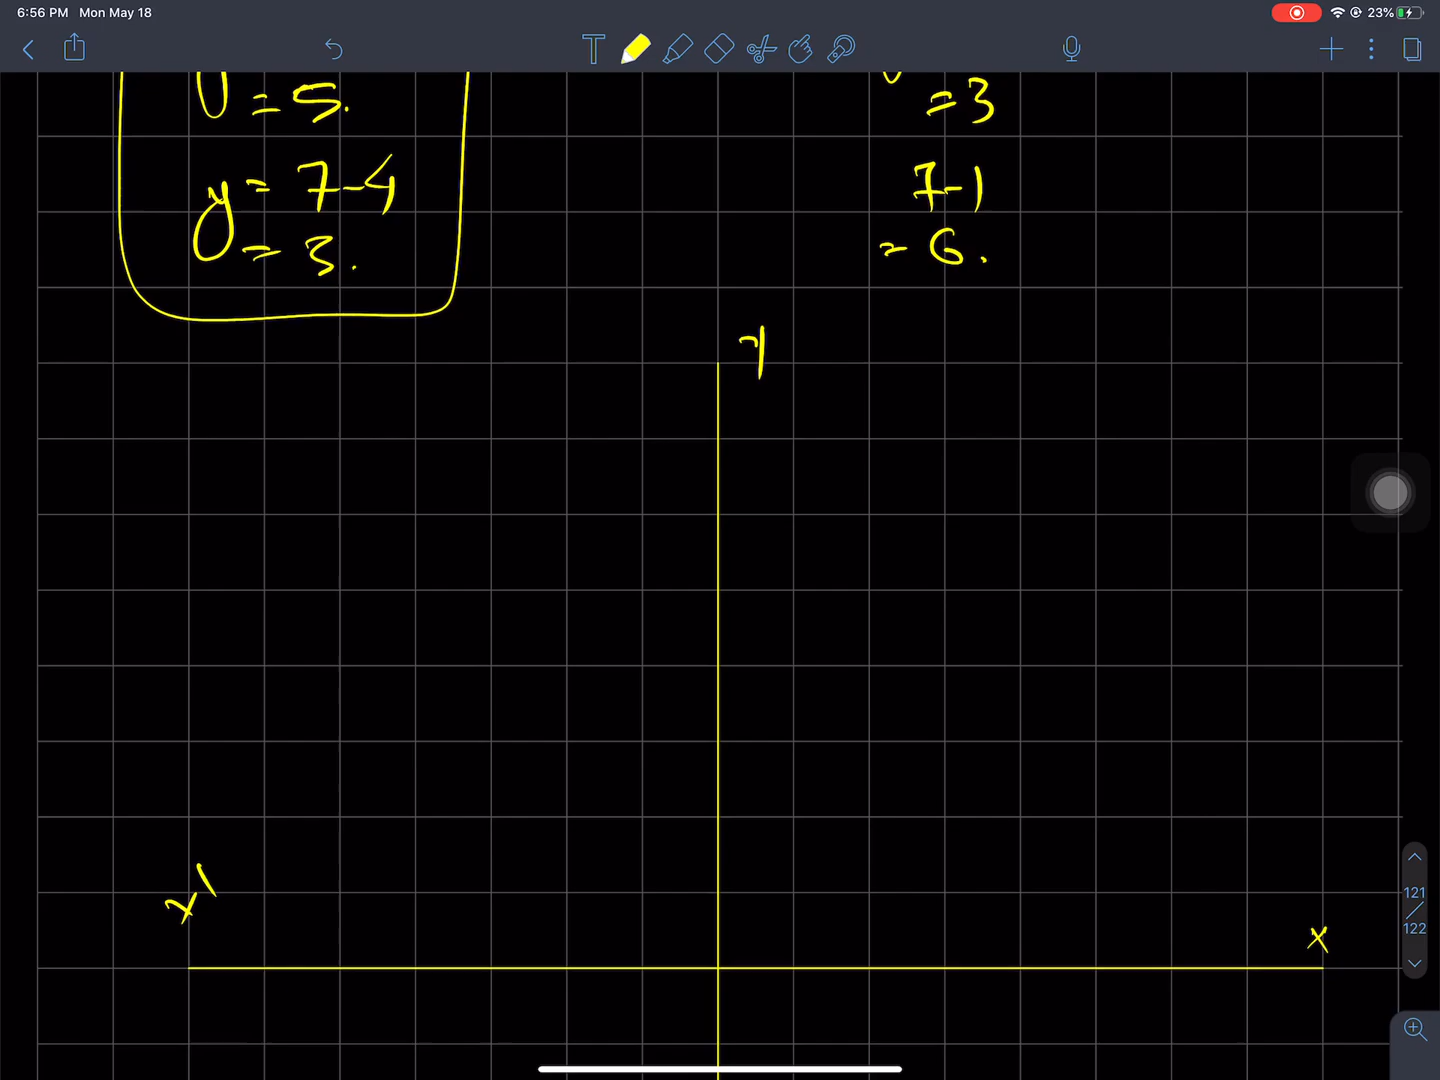 6:56 PM Mon May 18
23%
= 5.
= 3
y = 7-4
= 3.
7-1
= 6.
y
x'
x
121
122